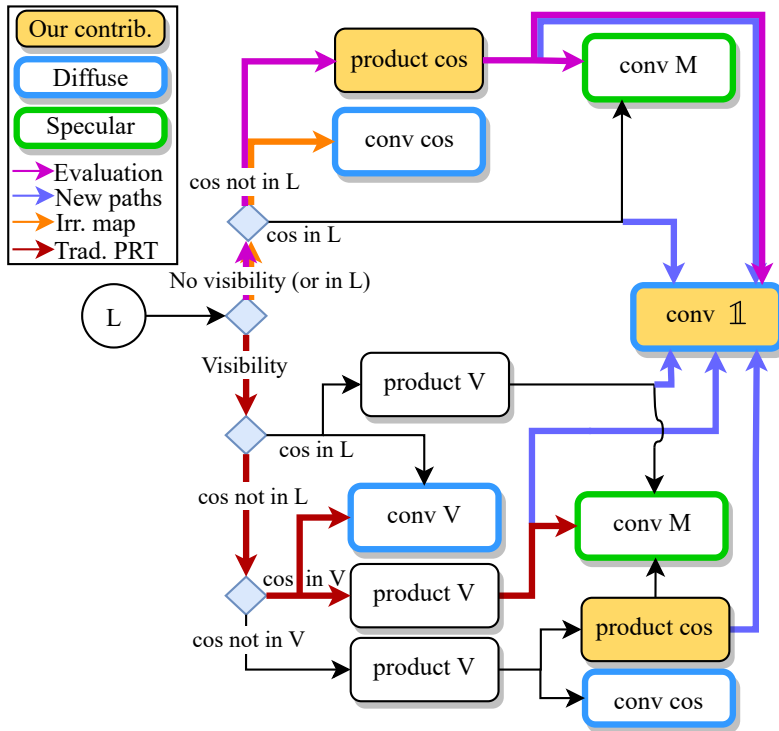 Our contrib.
Diffuse
Specular
Evaluation
New paths
Irr. map
Trad. PRT
product cos
conv M
conv cos
cos not in L
cos in L
No visibility (or in L)
L
conv 𝟙
Visibility
product V
cos in L
cos not in L
conv V
conv M
cos in V
product V
product cos
cos not in V
product V
conv cos